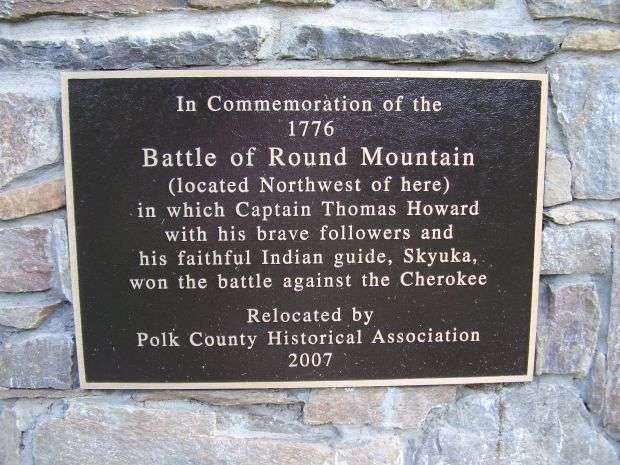 In Commemoration of the
1776
Battle of Round Mountain
(located Northwest of here)
in which Captain Thomas Howard
with his brave followers and
his faithful Indian guide, Skyuka,
won the battle against the Cherokee
Relocated by
Polk County Historical Association
2007